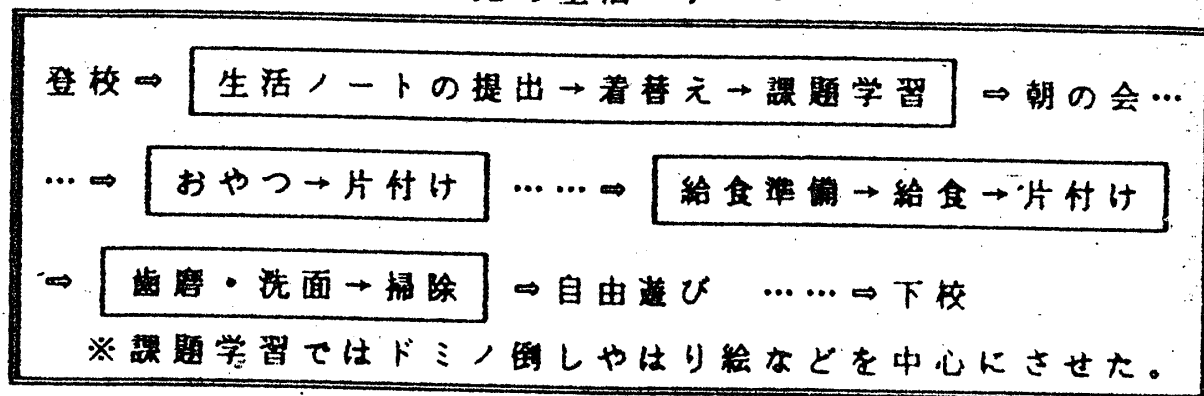 登校⇨ 生活ノートの提出→着替え→課題学習 ⇨朝の会…
…⇨ おやつ→片付け ……⇨ 給食準備→給食→片付け
⇨ 歯磨・洗面→掃除 ⇨自由遊び ……⇨下校
※課題学習ではドミノ倒しやはり絵などを中心にさせた。